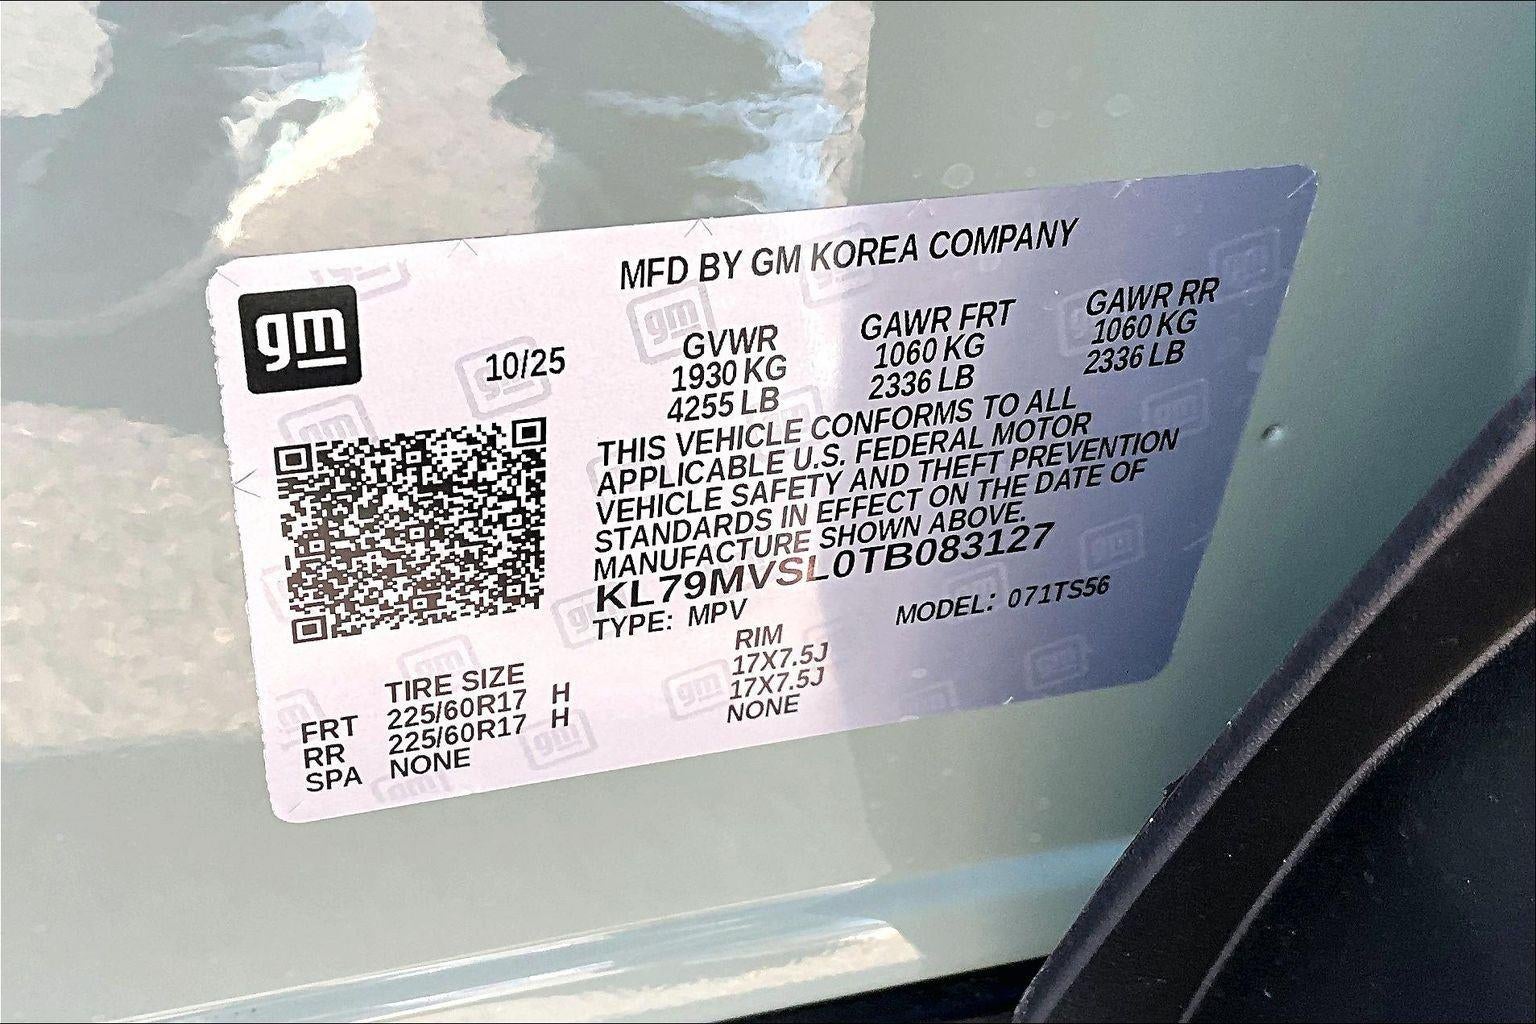 MFD BY GM KOREA COMPANY
gm
10/25
GVWR GAWR FRT GAWR RR
1930 KG 1060 KG 1060 KG
4255 LB 2336 LB 2336 LB
THIS VEHICLE CONFORMS TO ALL
APPLICABLE U.S. FEDERAL MOTOR
VEHICLE SAFETY AND THEFT PREVENTION
STANDARDS IN EFFECT ON THE DATE OF
MANUFACTURE SHOWN ABOVE.
KL79MVSL0TB083127
TYPE: MPV MODEL: 071TS56
TIRE SIZE RIM
FRT 225/60R17 H 17X7.5J
RR 225/60R17 H 17X7.5J
SPA NONE NONE